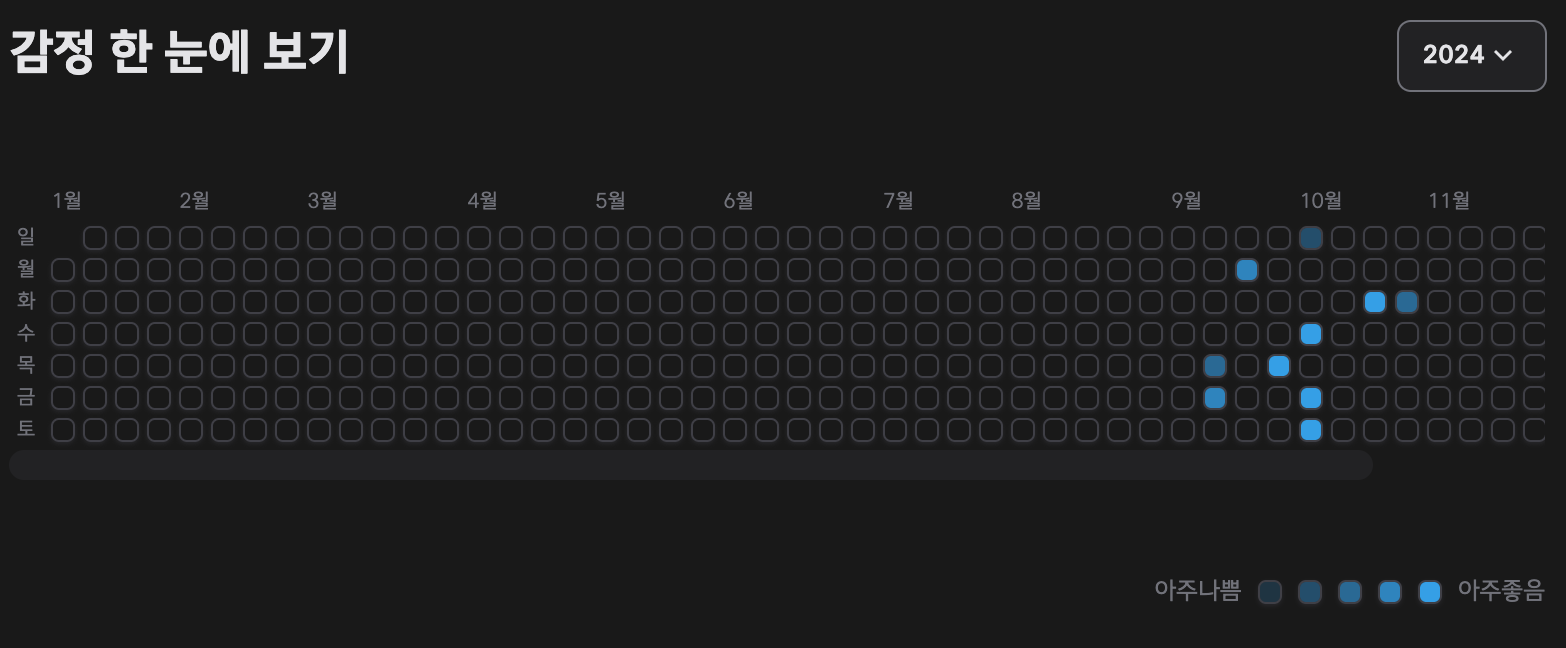 감정 한 눈에 보기
2024
1월 2월 3월 4월 5월 6월 7월 8월 9월 10월 11월
일
월
화
수
목
금
토
아주나쁨 아주좋음